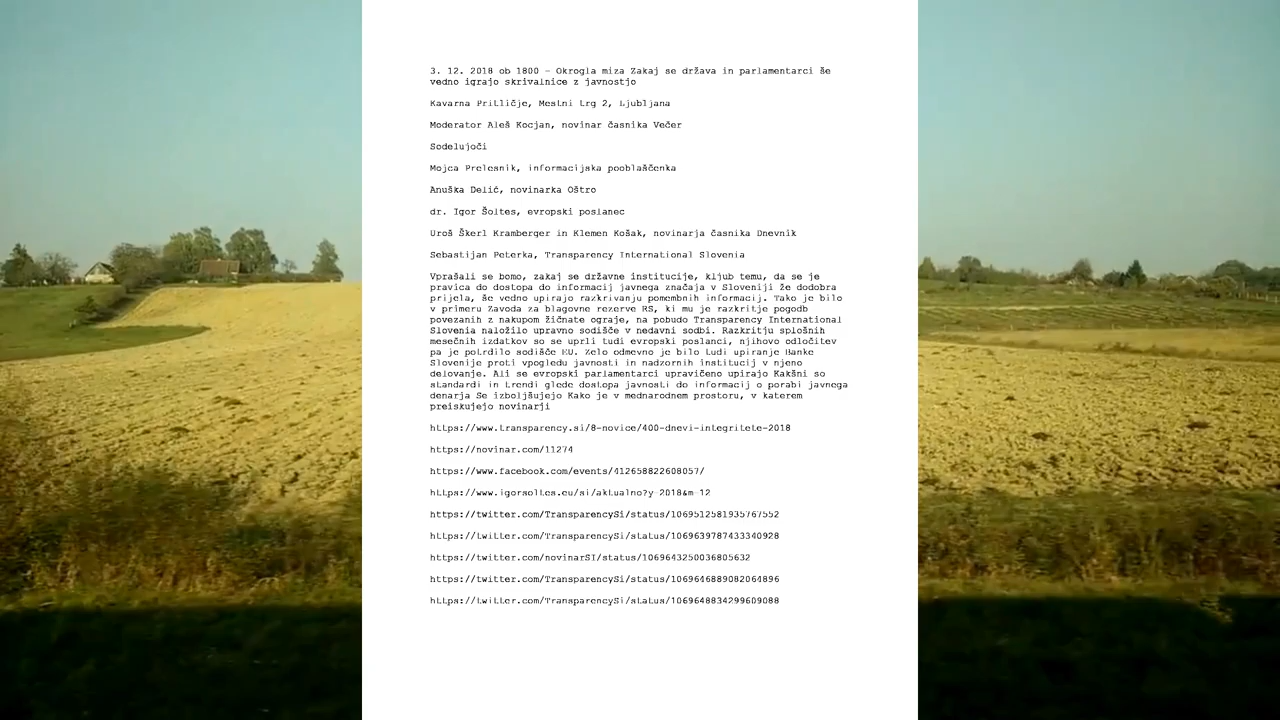 3. 12. 2018 ob 1800 - Okrogla miza Zakaj se država in parlamentarci še
vedno igrajo skrivalnice z javnostjo
Kavarna Pritličje, Mestni trg 2, Ljubljana
Moderator Aleš Kocjan, novinar časnika Večer
Sodelujoči
Mojca Prelesnik, informacijska pooblaščenka
Anuška Delić, novinarka Oštro
dr. Igor Šoltes, evropski poslanec
Uroš Škerl Kramberger in Klemen Košak, novinarja časnika Dnevnik
Sebastijan Peterka, Transparency International Slovenia
Vprašali se bomo, zakaj se državne institucije, kljub temu, da se je
pravica do dostopa do informacij javnega značaja v Sloveniji že dodobra
prijela, še vedno upirajo razkrivanju pomembnih informacij. Tako je bilo
v primeru Zavoda za blagovne rezerve RS, ki mu je razkritje pogodb
povezanih z nakupom žičnate ograje, na pobudo Transparency International
Slovenia naložilo upravno sodišče v nedavni sodbi. Razkritju splošnih
mesečnih izdatkov so se uprli tudi evropski poslanci, njihovo odločitev
pa je potrdilo sodišče EU. Zelo odmevno je bilo tudi upiranje Banke
Slovenije proti vpogledu javnosti in nadzornih institucij v njeno
delovanje. Ali se evropski parlamentarci upravičeno upirajo Kakšni so
standardi in trendi glede dostopa javnosti do informacij o porabi javnega
denarja Se izboljšujejo Kako je v mednarodnem prostoru, v katerem
preiskujejo novinarji
https://www.transparency.si/8-novice/400-dnevi-integritete-2018
https://novinar.com/11274
https://www.facebook.com/events/412658822608057/
https://www.igorsoltes.eu/si/aktualno?y=2018&m=12
https://twitter.com/TransparencySi/status/1069512581935767552
https://twitter.com/TransparencySi/status/1069639787433340928
https://twitter.com/novinarSI/status/1069643250036805632
https://twitter.com/TransparencySi/status/1069646889082064896
https://twitter.com/TransparencySi/status/1069648834299609088